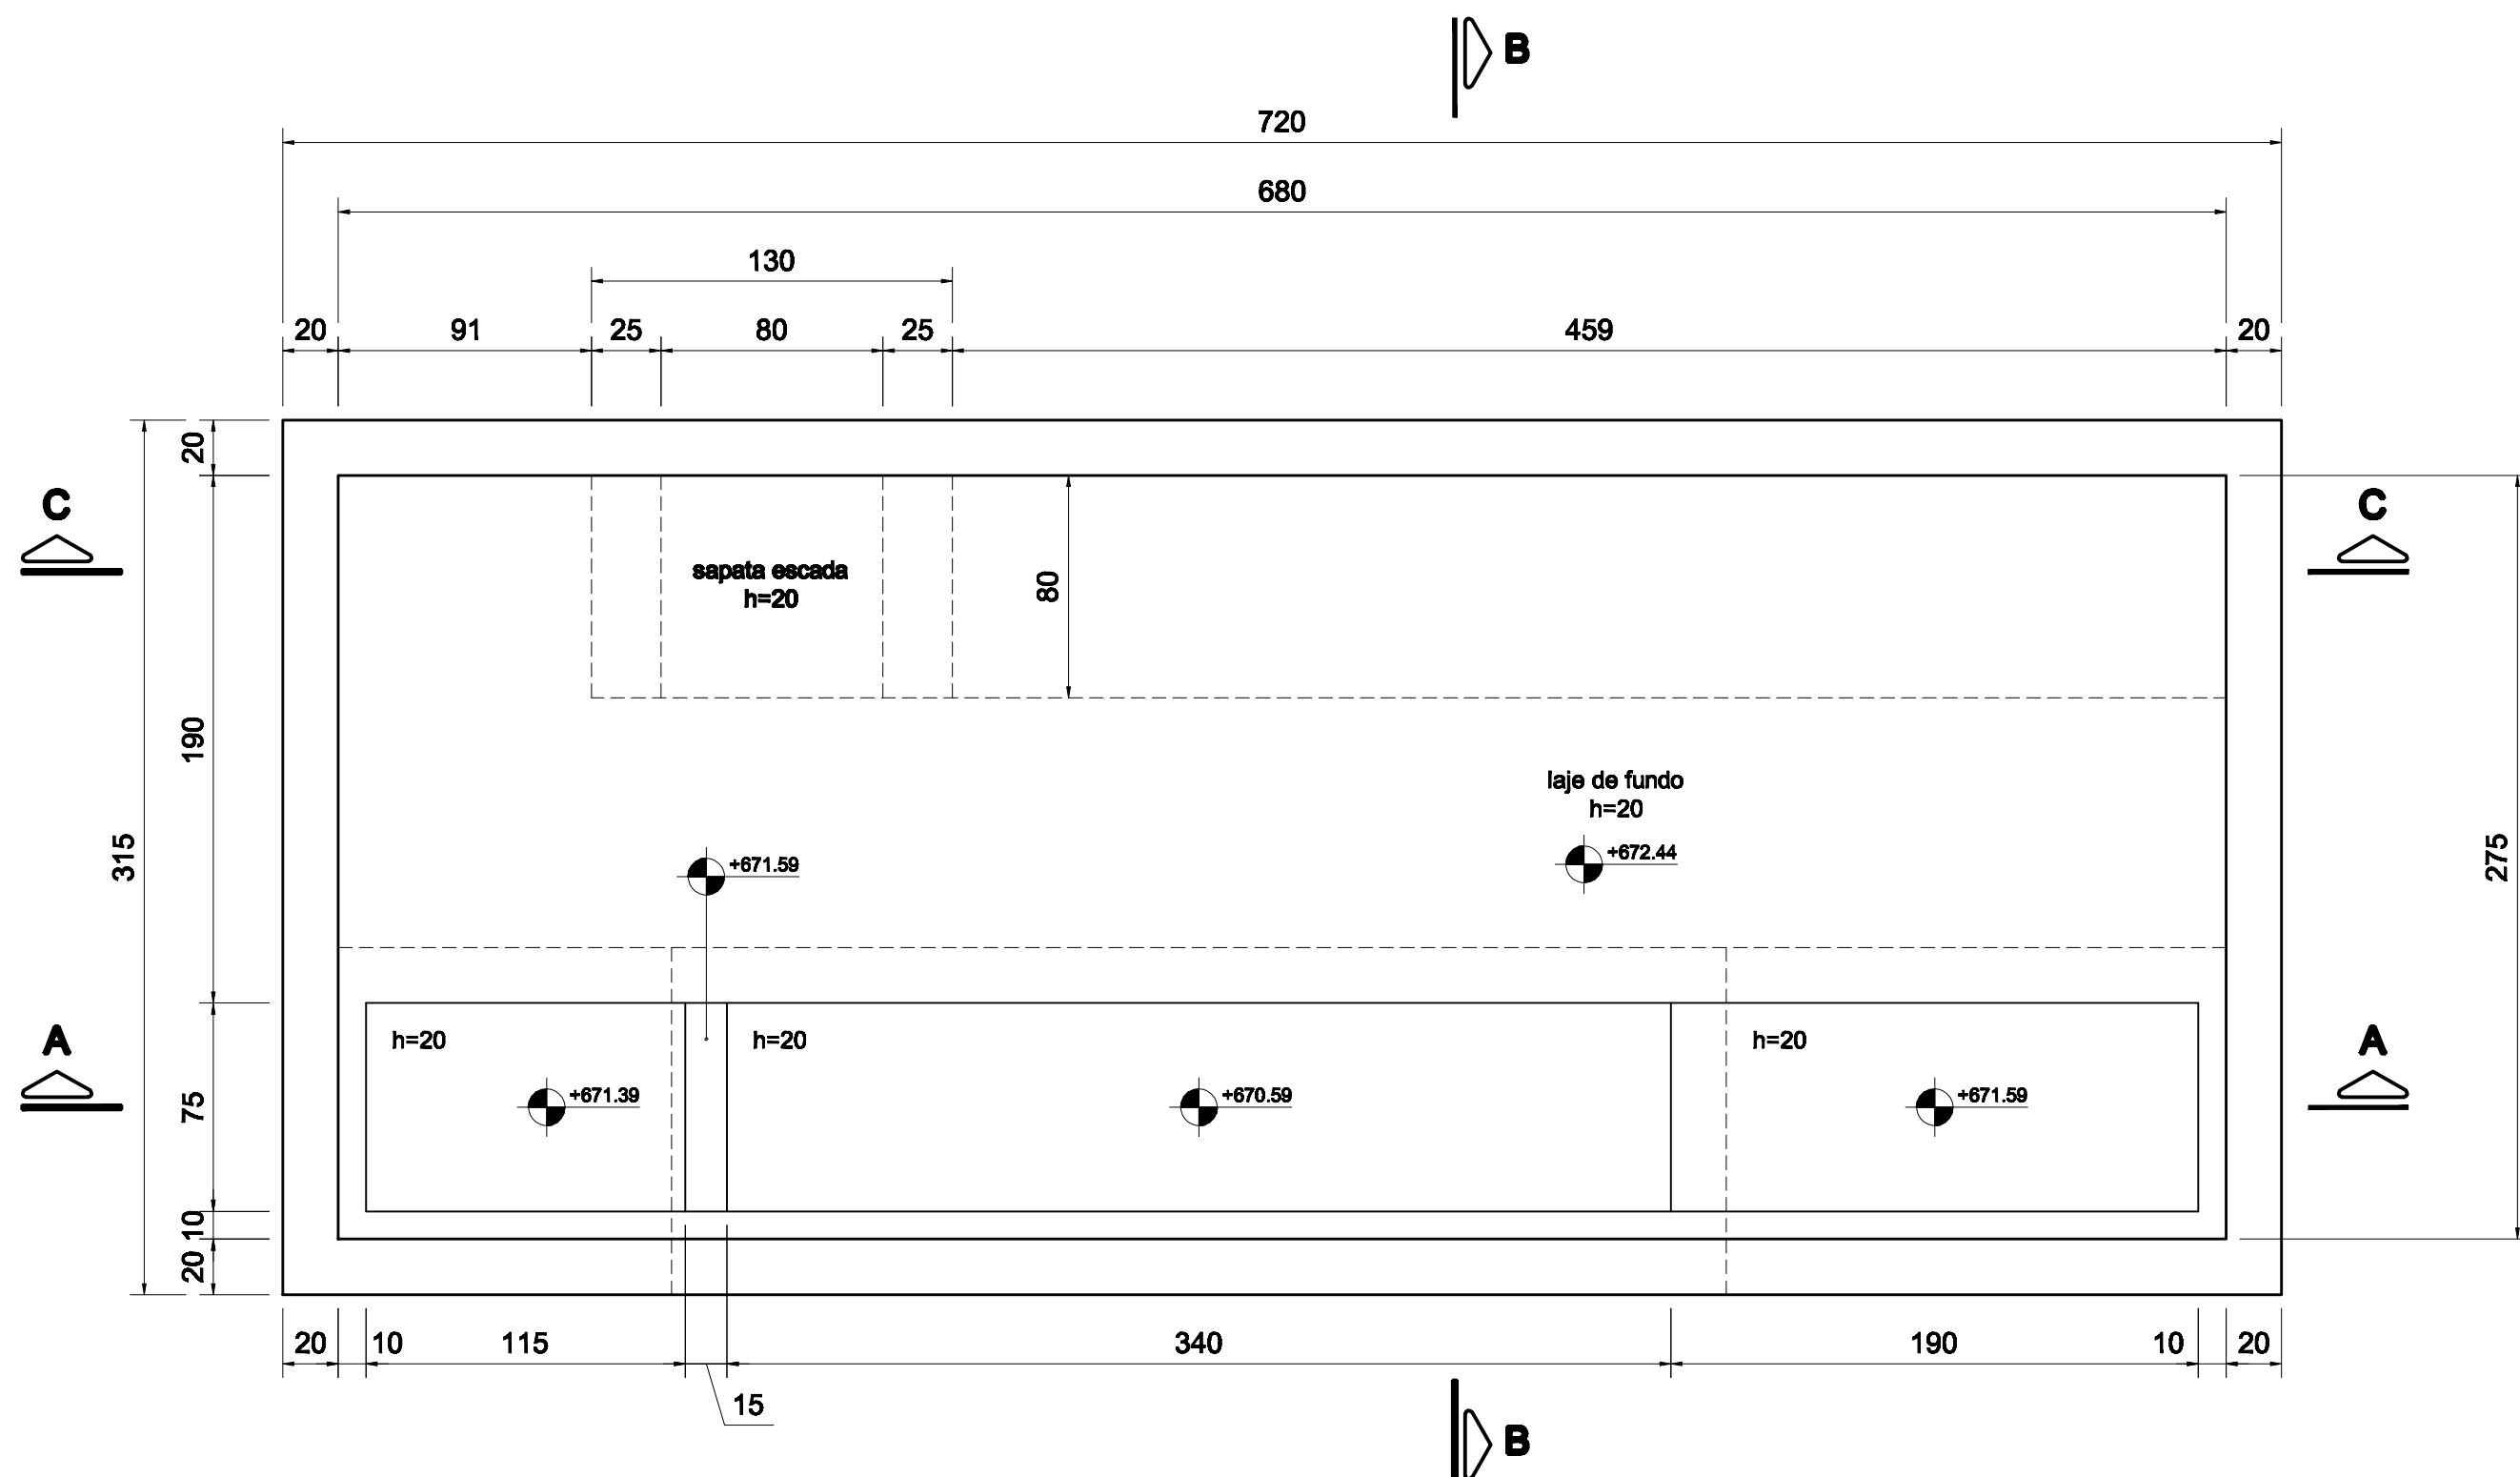 B
720
680
130
20 91 25 80 25 459 20
20
C
C
sapata escada
h=20
80
190
laje de fundo
h=20
315
+671.59
+672.44
275
A
h=20
h=20
h=20
A
75
+671.39
+670.59
+671.59
10
20
20 10 115 340 190 10 20
15
B